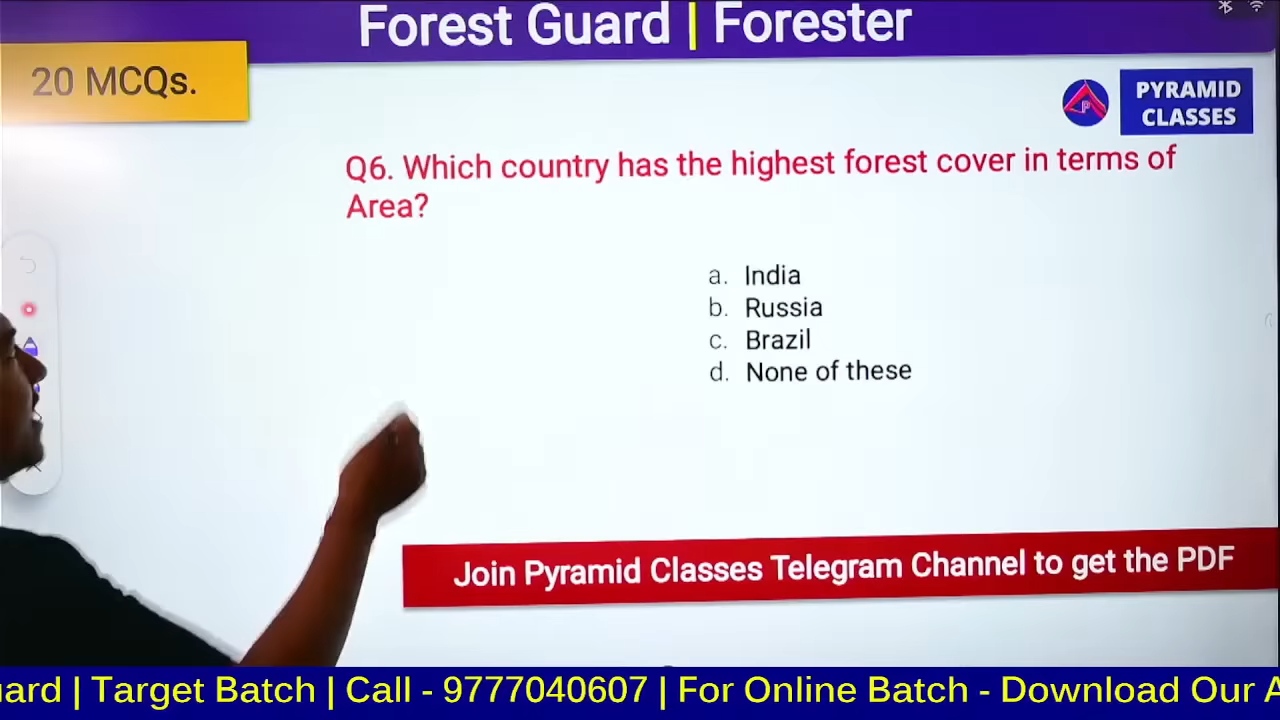 Forest Guard | Forester
20 MCQs.
PYRAMID
CLASSES
Q6. Which country has the highest forest cover in terms of
Area?
a. India
b. Russia
c. Brazil
d. None of these
Join Pyramid Classes Telegram Channel to get the PDF
| Target Batch | Call - 9777040607 | For Online Batch - Download Our